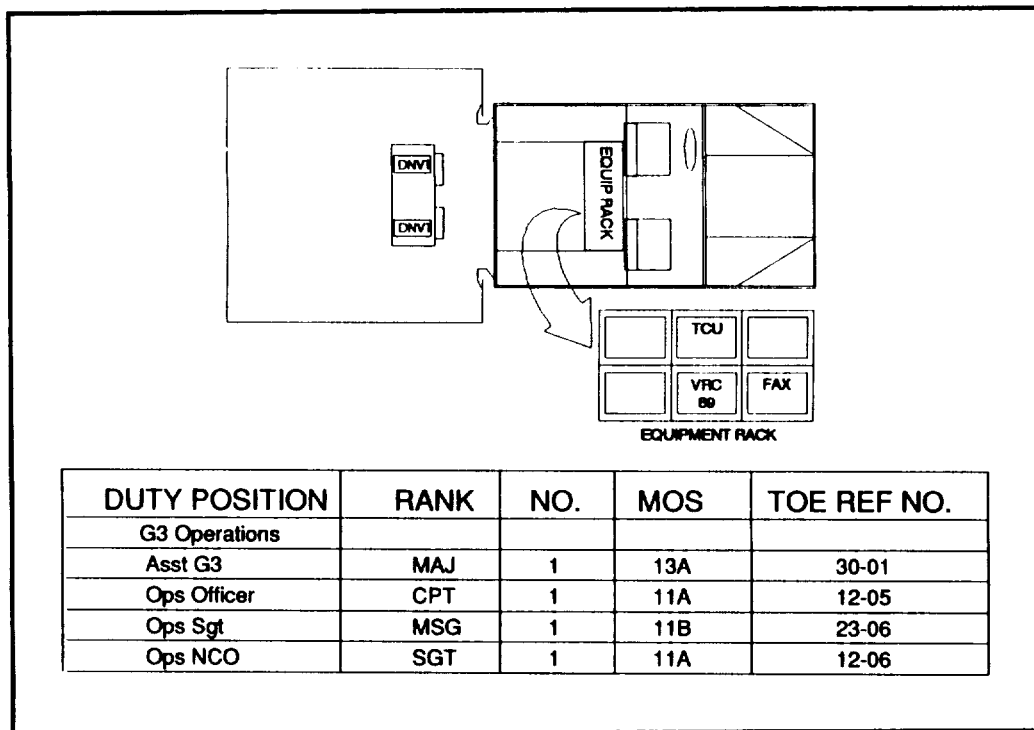 DNVT
EQUIP RACK
DNVT
TCU
VRC
89
FAX
EQUIPMENT RACK
DUTY POSITION RANK NO. MOS TOE REF NO.
G3 Operations
Asst G3 MAJ 1 13A 30-01
Ops Officer CPT 1 11A 12-05
Ops Sgt MSG 1 11B 23-06
Ops NCO SGT 1 11A 12-06